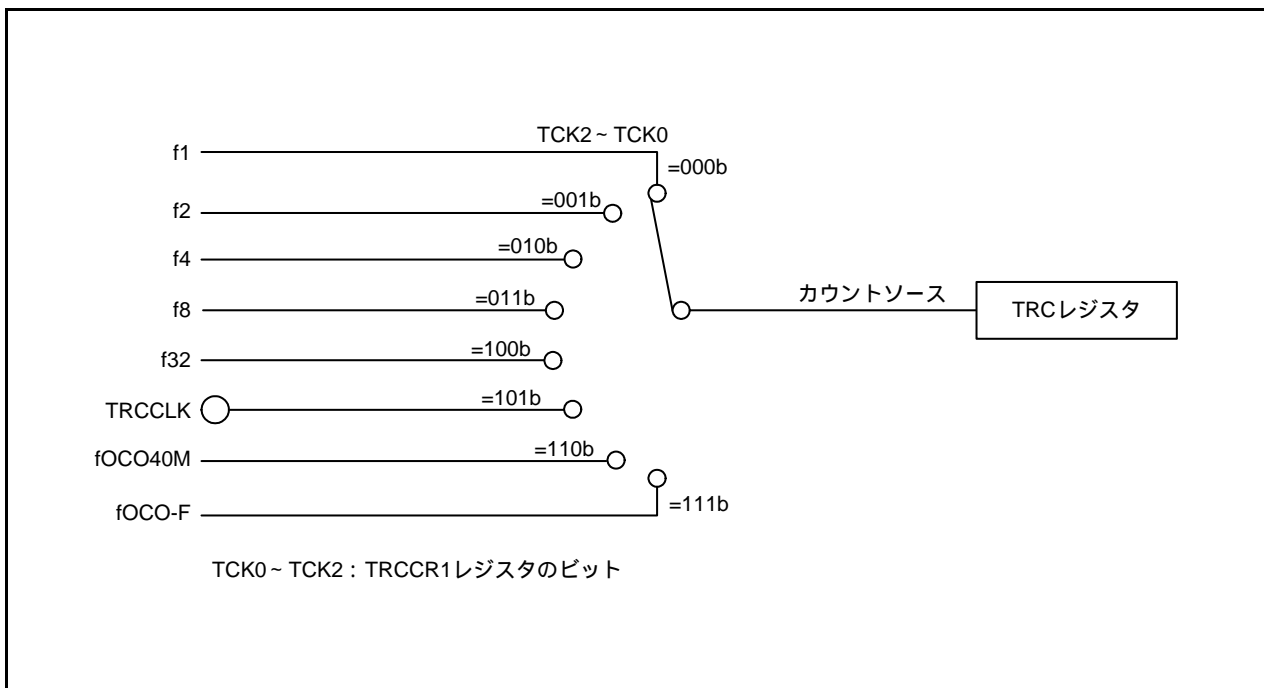 TCK2 ~ TCK0
f1
=000b
f2
=001b
f4
=010b
f8
=011b
カウントソース
TRCレジスタ
f32
=100b
TRCCLK
=101b
fOCO40M
=110b
fOCO-F
=111b
TCK0 ~ TCK2 : TRCCR1レジスタのビット